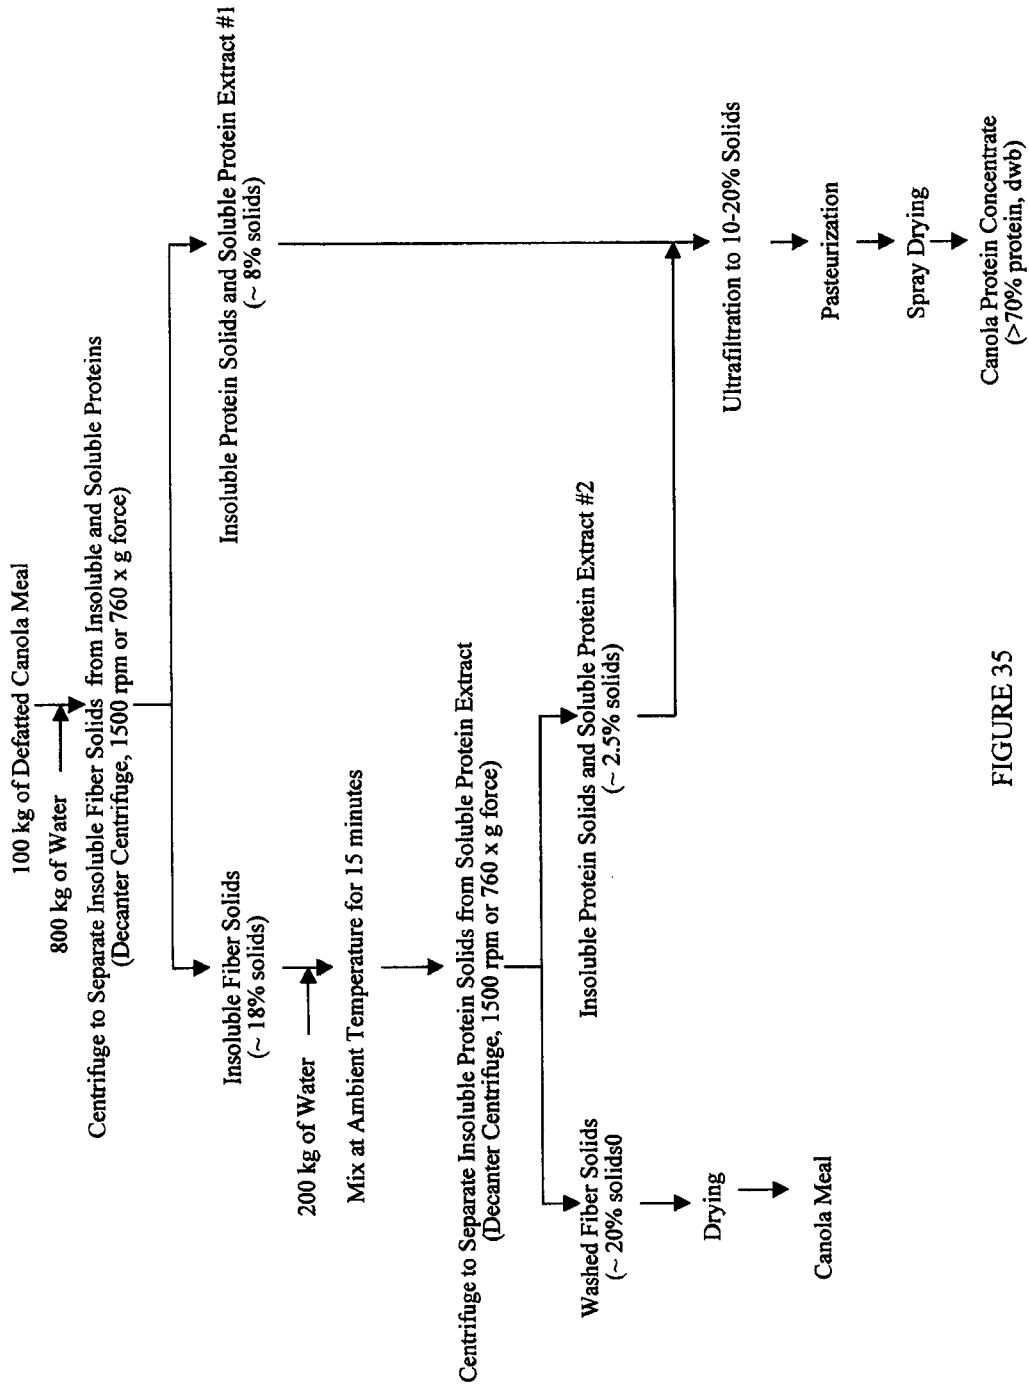 100 kg of Defatted Canola Meal
800 kg of Water
Centrifuge to Separate Insoluble Fiber Solids from Insoluble and Soluble Proteins
(Decanter Centrifuge, 1500 rpm or 760 x g force)
Insoluble Fiber Solids
(~ 18% solids)
Insoluble Protein Solids and Soluble Protein Extract #1
(~ 8% solids)
200 kg of Water
Mix at Ambient Temperature for 15 minutes
Centrifuge to Separate Insoluble Protein Solids from Soluble Protein Extract
(Decanter Centrifuge, 1500 rpm or 760 x g force)
Washed Fiber Solids
(~ 20% solids0
Insoluble Protein Solids and Soluble Protein Extract #2
(~ 2.5% solids)
Drying
Canola Meal
Ultrafiltration to 10-20% Solids
Pasteurization
Spray Drying
Canola Protein Concentrate
(>70% protein, dwb)
FIGURE 35